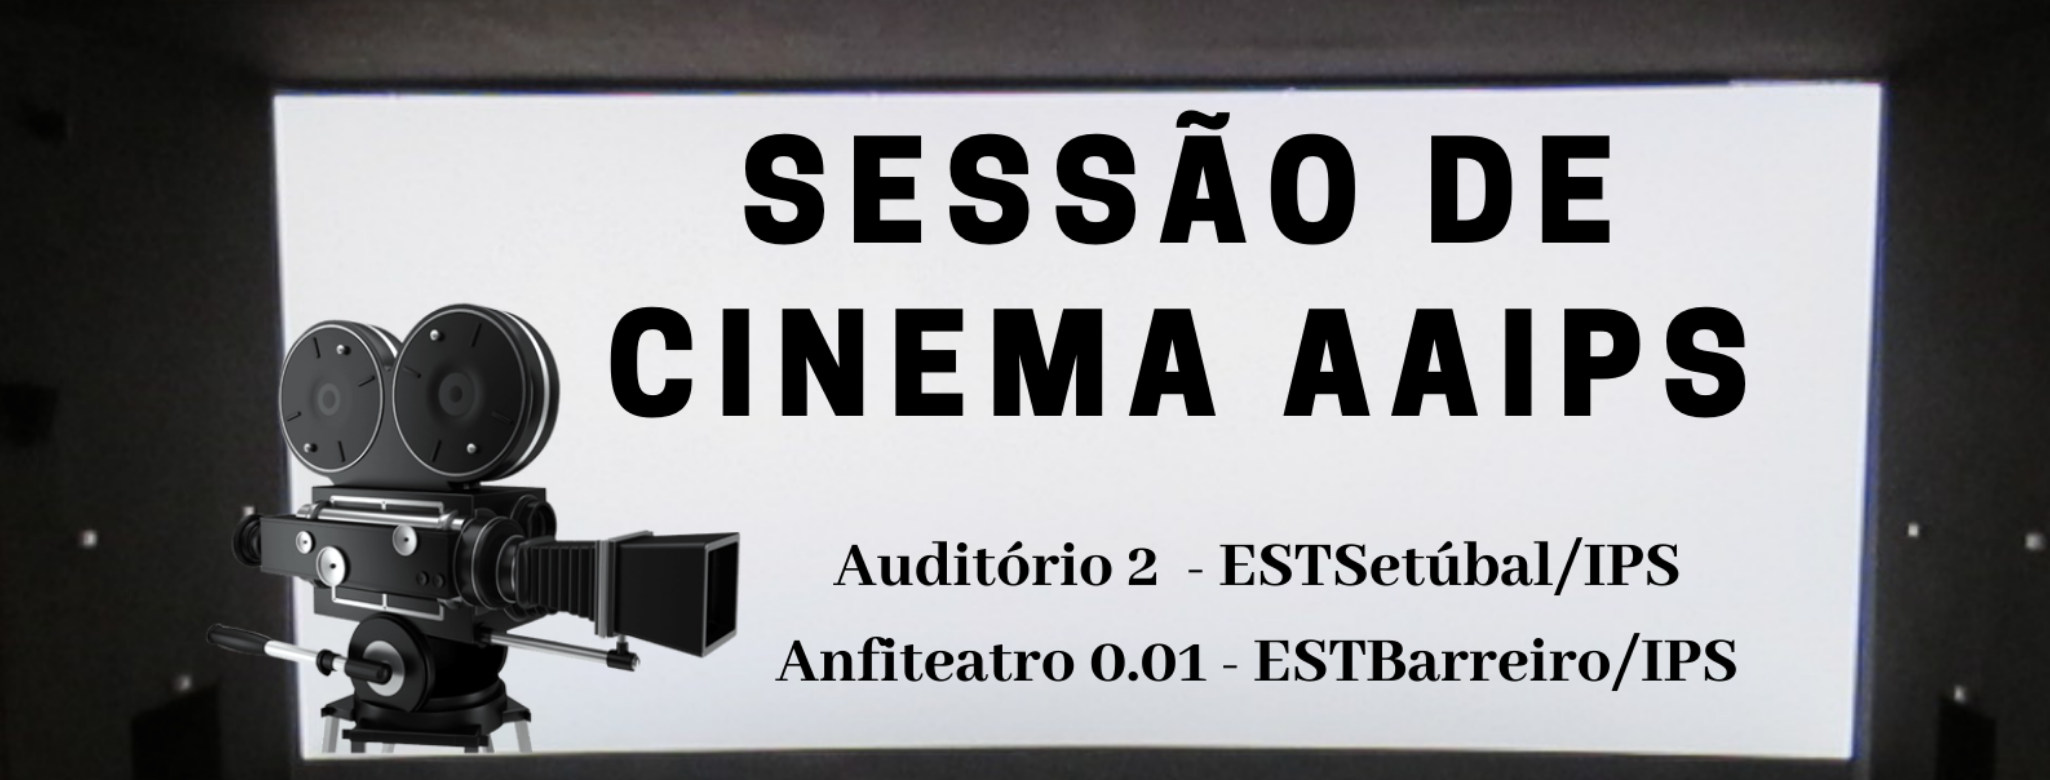 SESSÃO DE
CINEMA AAIPS
Auditório 2 - ESTSetúbal/IPS
Anfiteatro 0.01 - ESTBarreiro/IPS